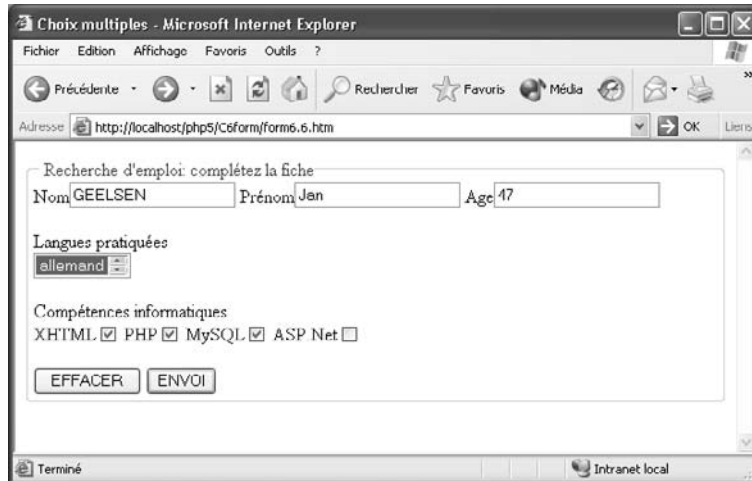 Choix multiples - Microsoft Internet Explorer
Fichier Edition Affichage Favoris Outils ?
Précédente Rechercher Favoris Média »
Adresse http://localhost/php5/C6form/form6.6.htm OK Liens
Recherche d'emploi: complétez la fiche
Nom GEELSEN Prénom Jan Age 47
Langues pratiquées
allemand
Compétences informatiques
XHTML PHP MySQL ASP Net
EFFACER ENVOI
Terminé Intranet local